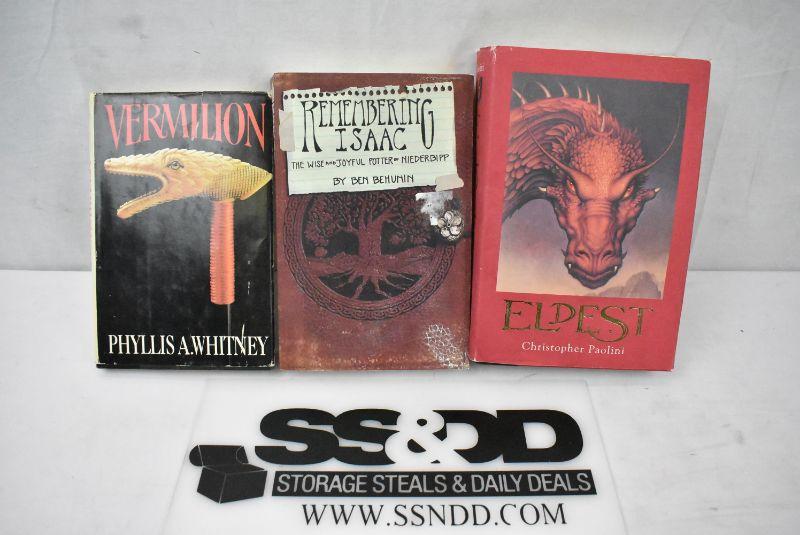 VERMILION
PHYLLIS A. WHITNEY
REMEMBERING
ISAAC
THE WISE AND JOYFUL POTTER OF NIEDERBIPP
BY BEN BEHUNIN
ELDEST
Christopher Paolini
SS&DD
STORAGE STEALS & DAILY DEALS
WWW.SSNDD.COM